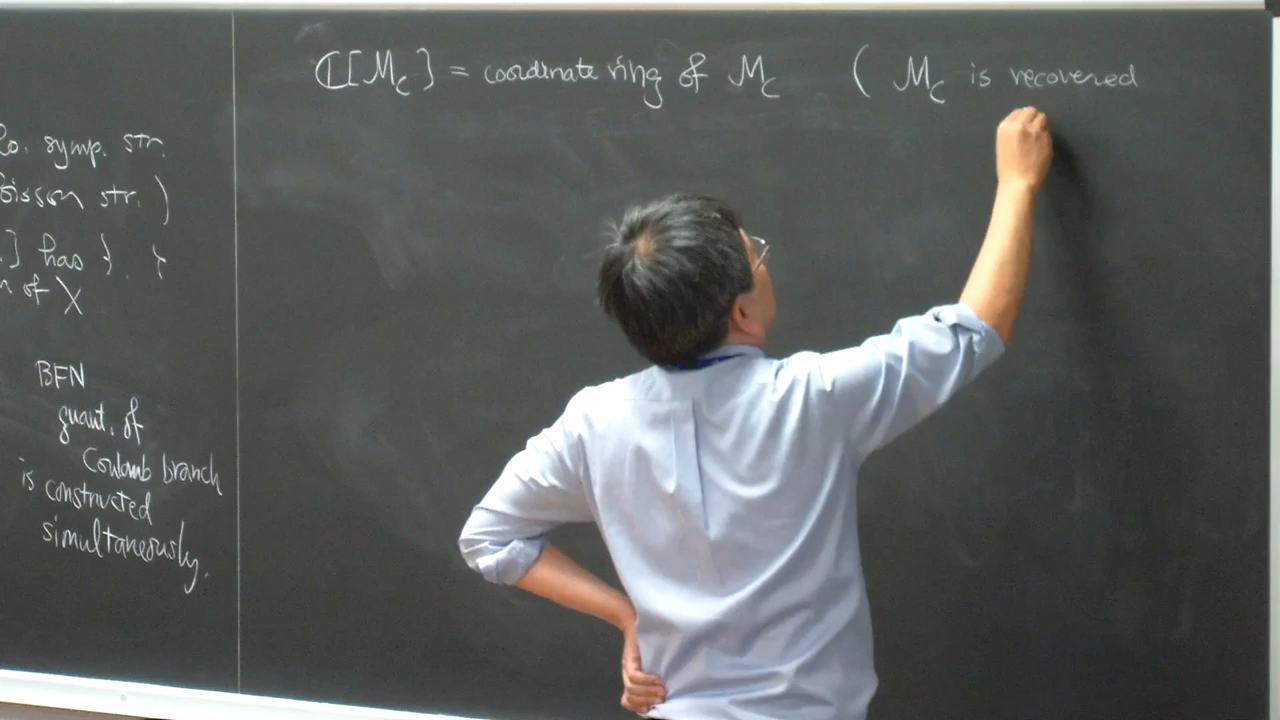 lo. symp. str.
Poisson str. )
] has { . }
n of X
BFN
quant. of
Coulomb branch
is constructed
simultaneously.
ℂ[M_C] = coordinate ring of M_C ( M_C is recovered